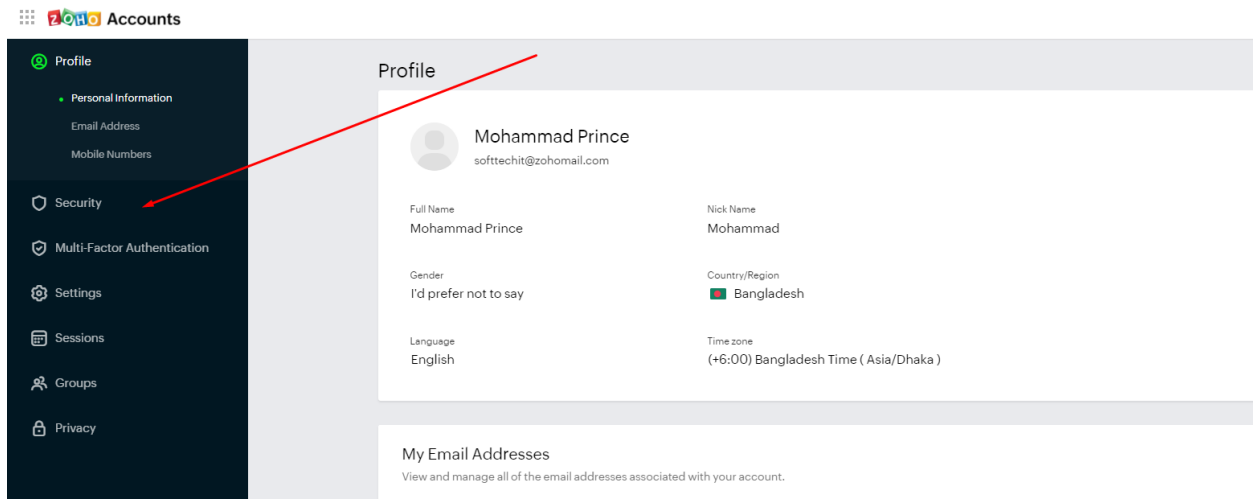 ZOHO Accounts
Profile
Personal Information
Email Address
Mobile Numbers
Security
Multi-Factor Authentication
Settings
Sessions
Groups
Privacy
Profile
Mohammad Prince
softtechit@zohomail.com
Full Name
Mohammad Prince
Nick Name
Mohammad
Gender
I'd prefer not to say
Country/Region
Bangladesh
Language
English
Time zone
(+6:00) Bangladesh Time ( Asia/Dhaka )
My Email Addresses
View and manage all of the email addresses associated with your account.